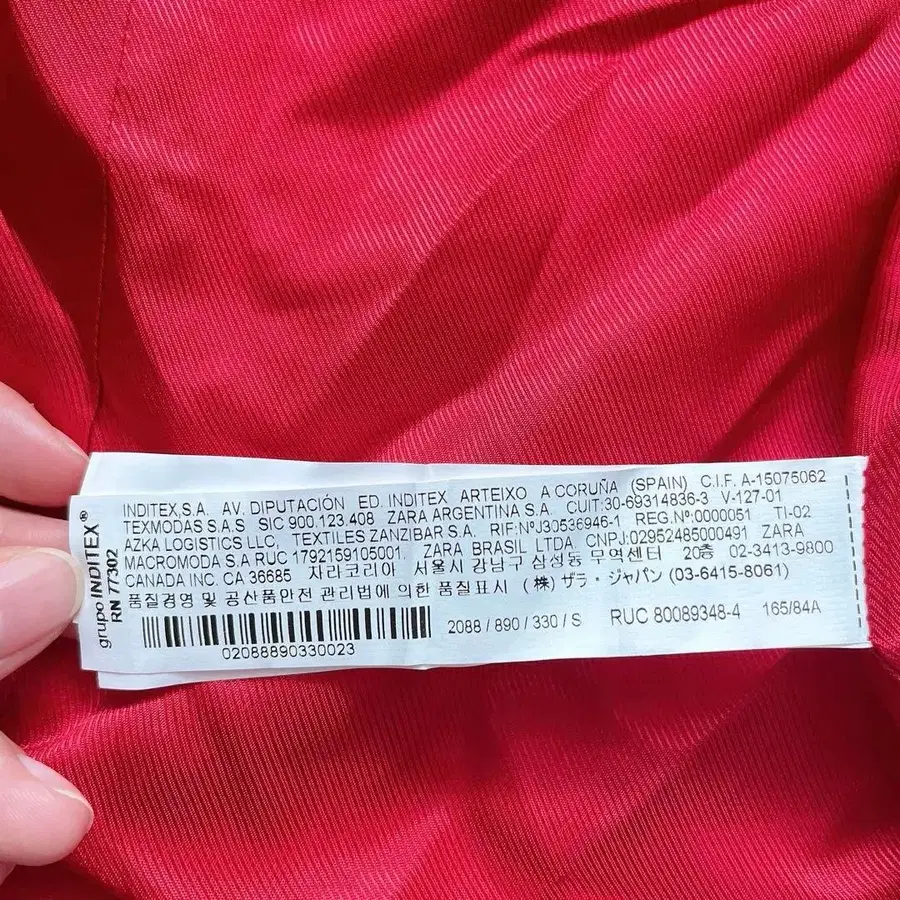 grupo INDITEX®
RN 77302
INDITEX,S.A. AV. DIPUTACIÓN ED. INDITEX ARTEIXO A CORUÑA (SPAIN) C.I.F. A-15075062
TEXMODAS S.A.S SIC 900.123.408 ZARA ARGENTINA S.A. CUIT:30-69314836-3 V-127-01
AZKA LOGISTICS LLC, TEXTILES ZANZIBAR S.A. RIF:NºJ30536946-1 REG.Nº:0000051 TI-02
MACROMODA S.A RUC 1792159105001, ZARA BRASIL LTDA. CNPJ:02952485000491 ZARA
CANADA INC. CA 36685 자라코리아 서울시 강남구 삼성동 무역센터 20층 02-3413-9800
품질경영 및 공산품안전 관리법에 의한 품질표시 (株) ザラ・ジャパン (03-6415-8061)
02088890330023
2088 / 890 / 330 / S RUC 80089348-4 165/84A